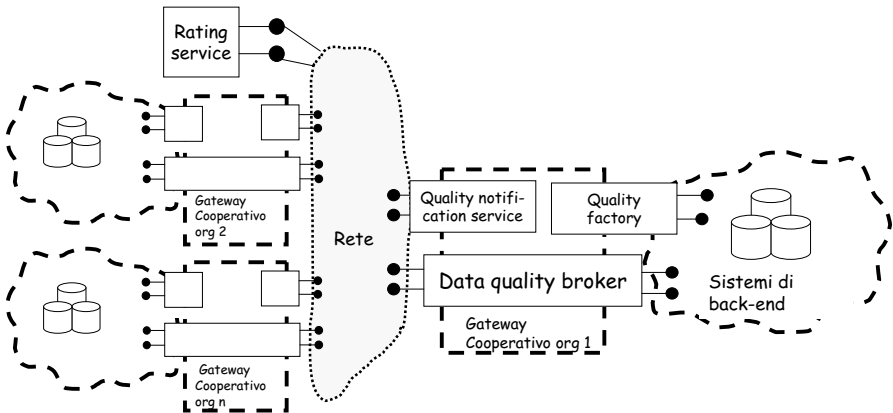 Rating
service
Gateway
Cooperativo
org 2
Rete
Quality notifi-
cation service
Quality
factory
Data quality broker
Sistemi di
back-end
Gateway
Cooperativo org 1
Gateway
Cooperativo
org n